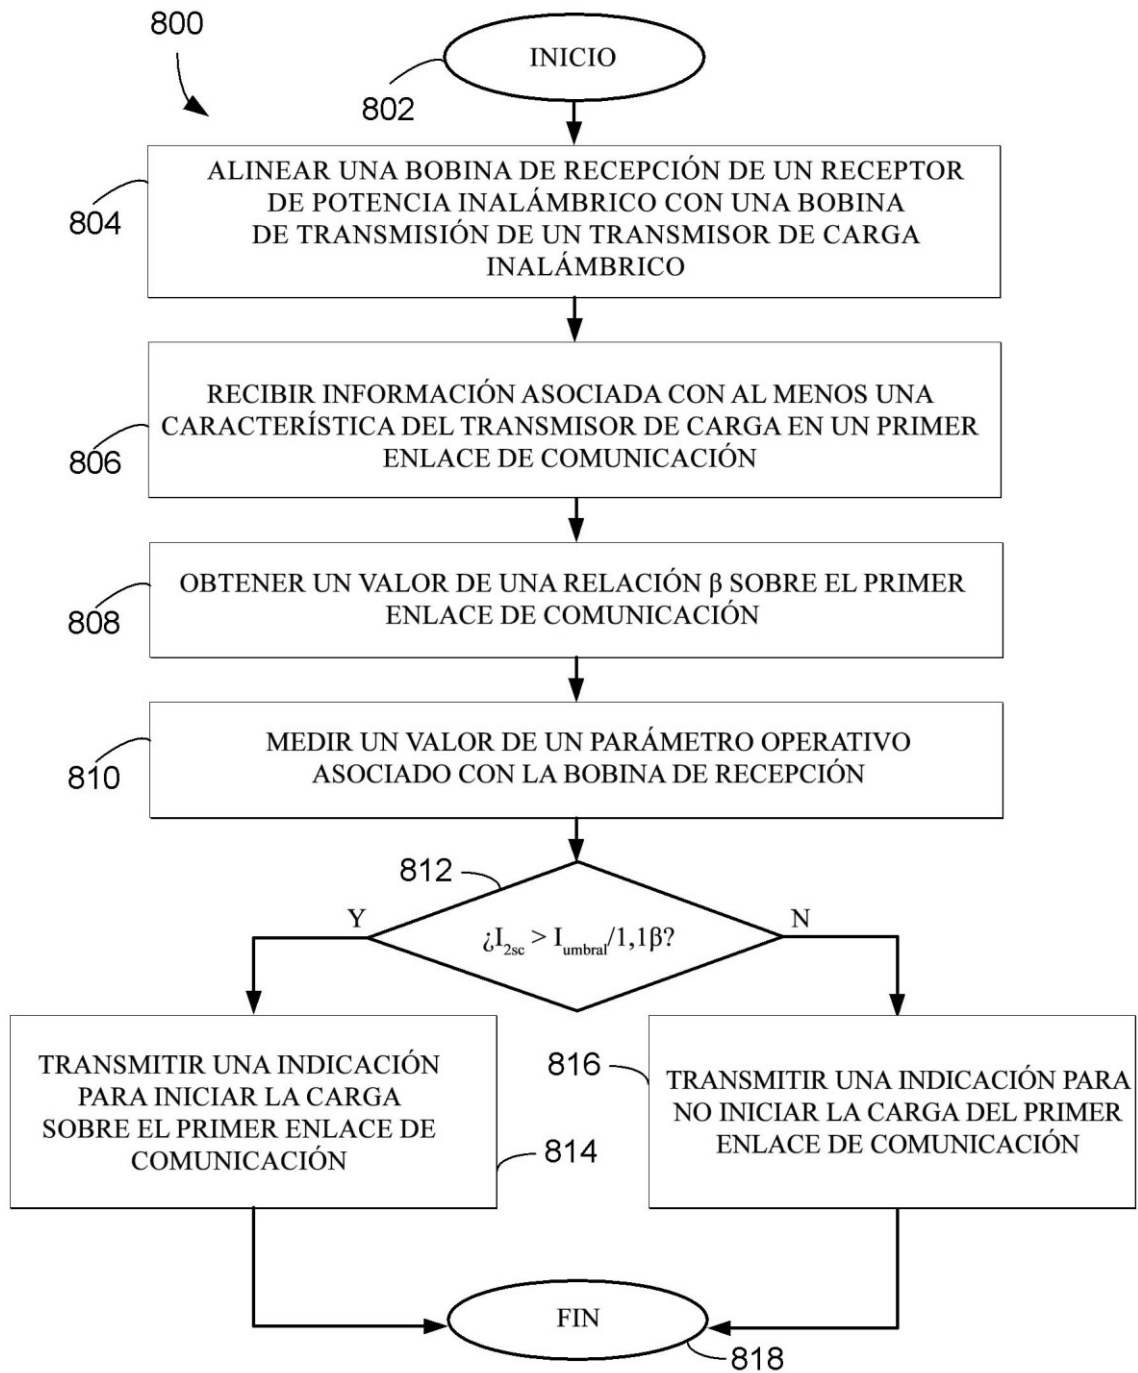 800
INICIO
802
ALINEAR UNA BOBINA DE RECEPCIÓN DE UN RECEPTOR
DE POTENCIA INALÁMBRICO CON UNA BOBINA
DE TRANSMISIÓN DE UN TRANSMISOR DE CARGA
INALÁMBRICO
804
RECIBIR INFORMACIÓN ASOCIADA CON AL MENOS UNA
CARACTERÍSTICA DEL TRANSMISOR DE CARGA EN UN PRIMER
ENLACE DE COMUNICACIÓN
806
OBTENER UN VALOR DE UNA RELACIÓN β SOBRE EL PRIMER
ENLACE DE COMUNICACIÓN
808
MEDIR UN VALOR DE UN PARÁMETRO OPERATIVO
ASOCIADO CON LA BOBINA DE RECEPCIÓN
810
812
Y
N
¿I2sc > Iumbral/1,1β?
TRANSMITIR UNA INDICACIÓN
PARA INICIAR LA CARGA
SOBRE EL PRIMER ENLACE DE
COMUNICACIÓN
814
816
TRANSMITIR UNA INDICACIÓN PARA
NO INICIAR LA CARGA DEL PRIMER
ENLACE DE COMUNICACIÓN
FIN
818